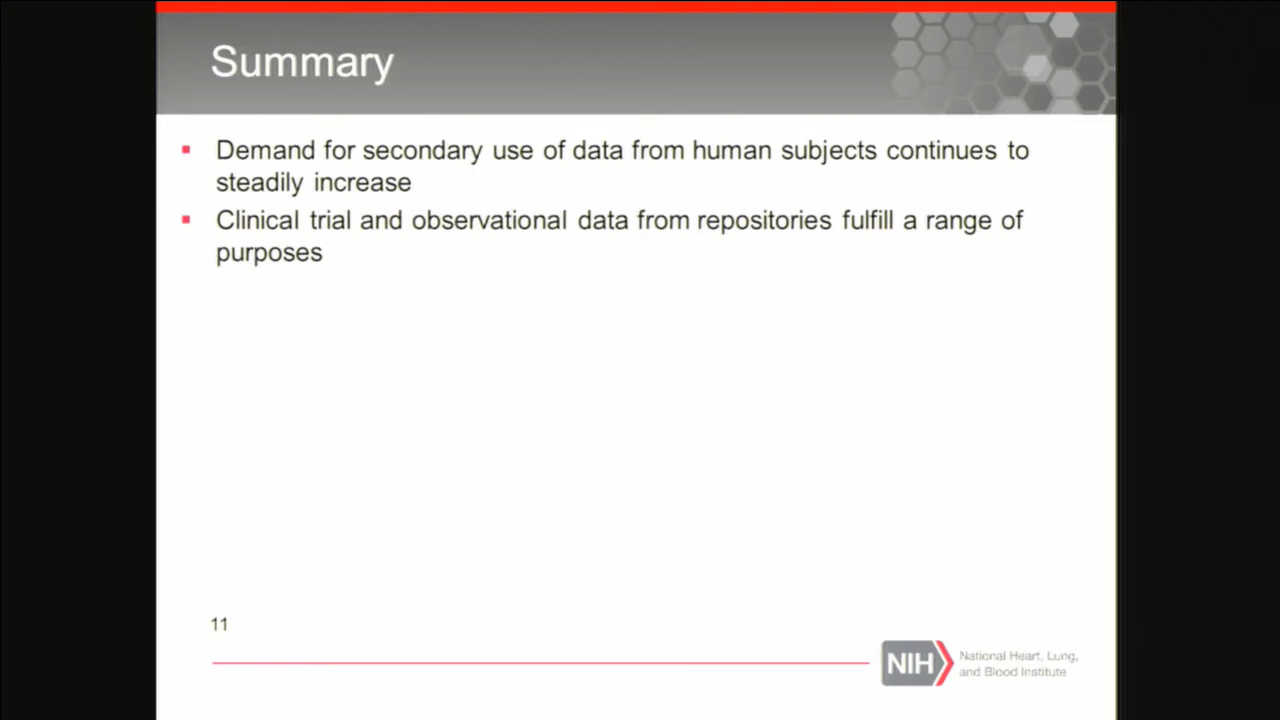 Summary
Demand for secondary use of data from human subjects continues to
steadily increase
Clinical trial and observational data from repositories fulfill a range of
purposes
11
NIH
National Heart, Lung,
and Blood Institute